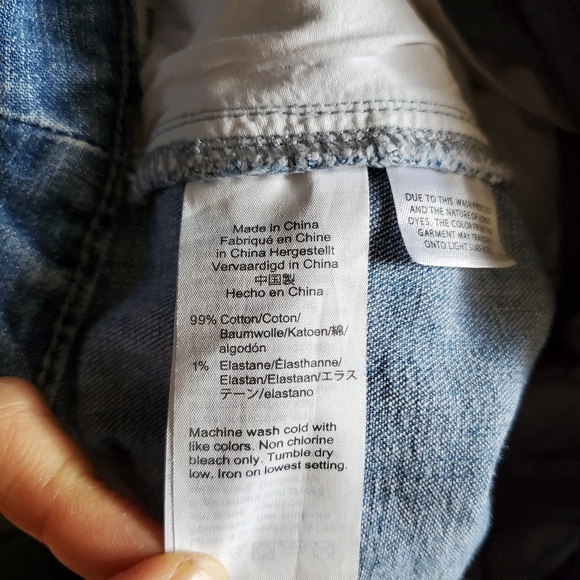 Made in China
Fabriqué en Chine
in China Hergestellt
Vervaardigd in China
中国製
Hecho en China
99% Cotton/Coton/
Baumwolle/Katoen/綿/
algodón
1% Elastane/Élasthanne/
Elastan/Elastaan/エラス
テーン/elastano
Machine wash cold with
like colors. Non chlorine
bleach only. Tumble dry
low. Iron on lowest setting.
DUE TO THIS WASH
AND THE NATURE OF
DYES, THE COLOR
GARMENT MAY
ONTO LIGHT